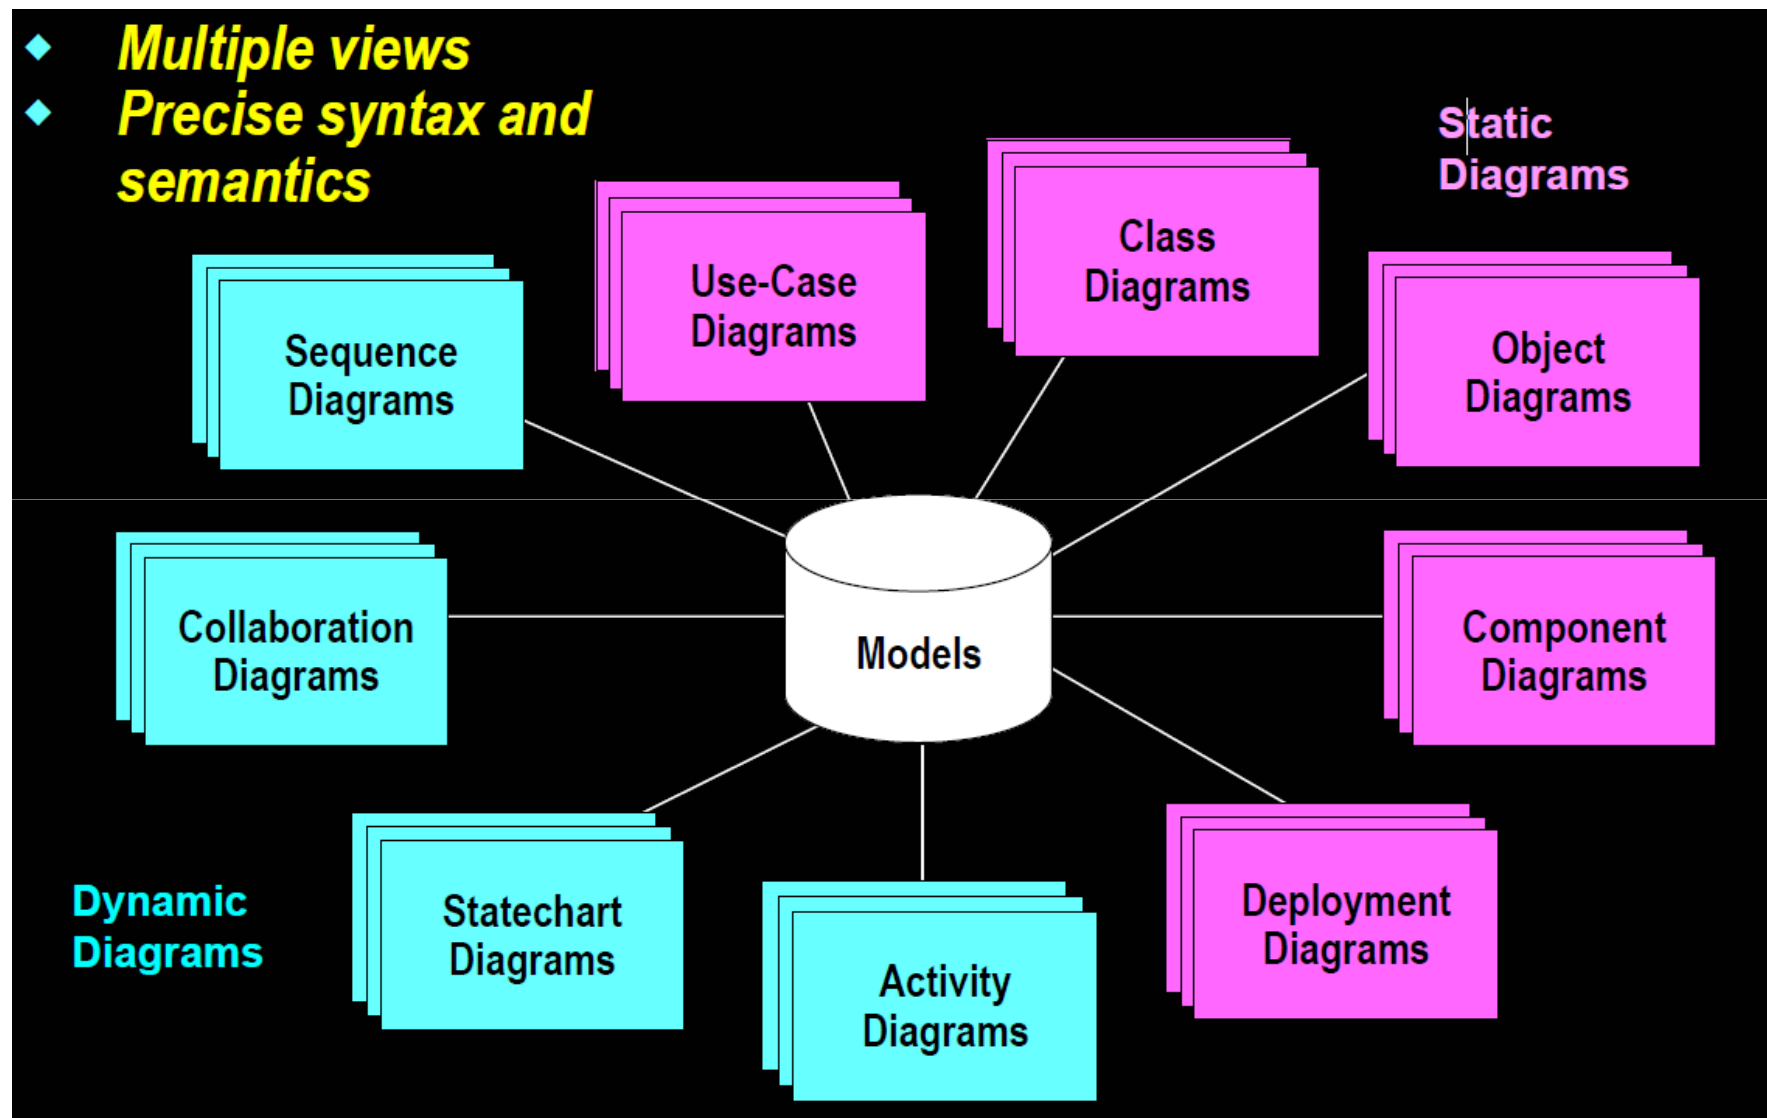 Multiple views
Precise syntax and
semantics
Static
Diagrams
Class
Diagrams
Use-Case
Diagrams
Sequence
Diagrams
Object
Diagrams
Collaboration
Diagrams
Models
Component
Diagrams
Dynamic
Diagrams
Statechart
Diagrams
Activity
Diagrams
Deployment
Diagrams